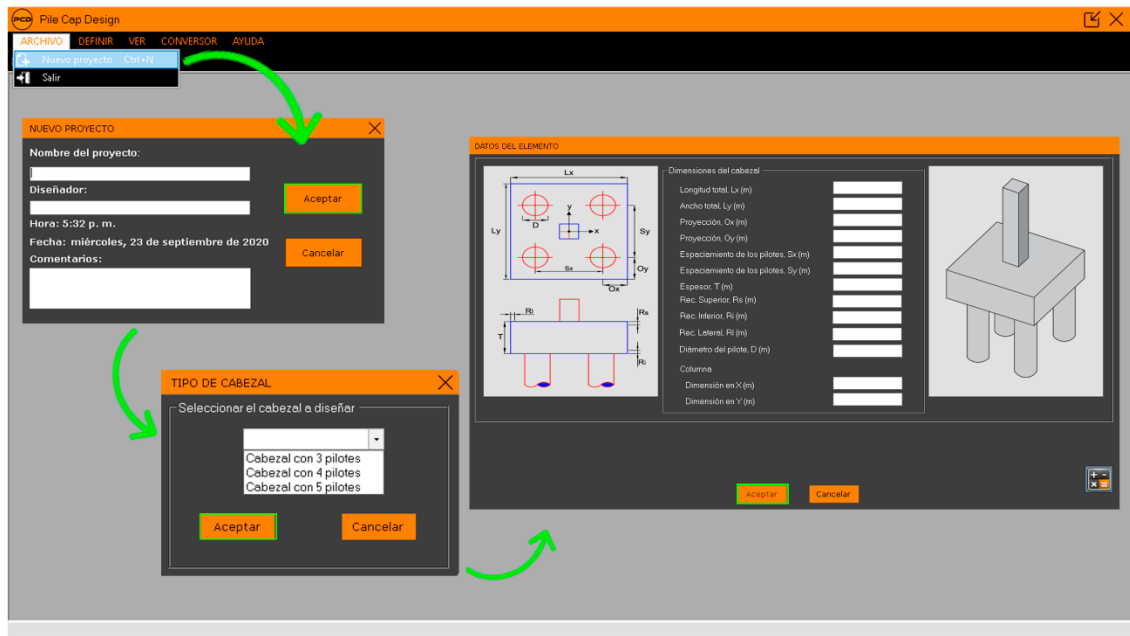 PCD Pile Cap Design
ARCHIVO DEFINIR VER CONVERSOR AYUDA
Nuevo proyecto Ctrl+N
Salir
NUEVO PROYECTO
Nombre del proyecto:
Diseñador:
Aceptar
Hora: 5:32 p. m.
Fecha: miércoles, 23 de septiembre de 2020
Cancelar
Comentarios:
TIPO DE CABEZAL
Seleccionar el cabezal a diseñar
Cabezal con 3 pilotes
Cabezal con 4 pilotes
Cabezal con 5 pilotes
Aceptar Cancelar
DATOS DEL ELEMENTO
Lx
y
D
x
Ly
Sy
Sx
Oy
Ox
Rl
Rs
T
Ri
Dimensiones del cabezal
Longitud total, Lx (m)
Ancho total, Ly (m)
Proyección, Ox (m)
Proyección, Oy (m)
Espaciamiento de los pilotes, Sx (m)
Espaciamiento de los pilotes, Sy (m)
Espesor, T (m)
Rec. Superior, Rs (m)
Rec. Inferior, Ri (m)
Rec. Lateral, Rl (m)
Diámetro del pilote, D (m)
Columna
Dimensión en X (m)
Dimensión en Y (m)
Aceptar Cancelar